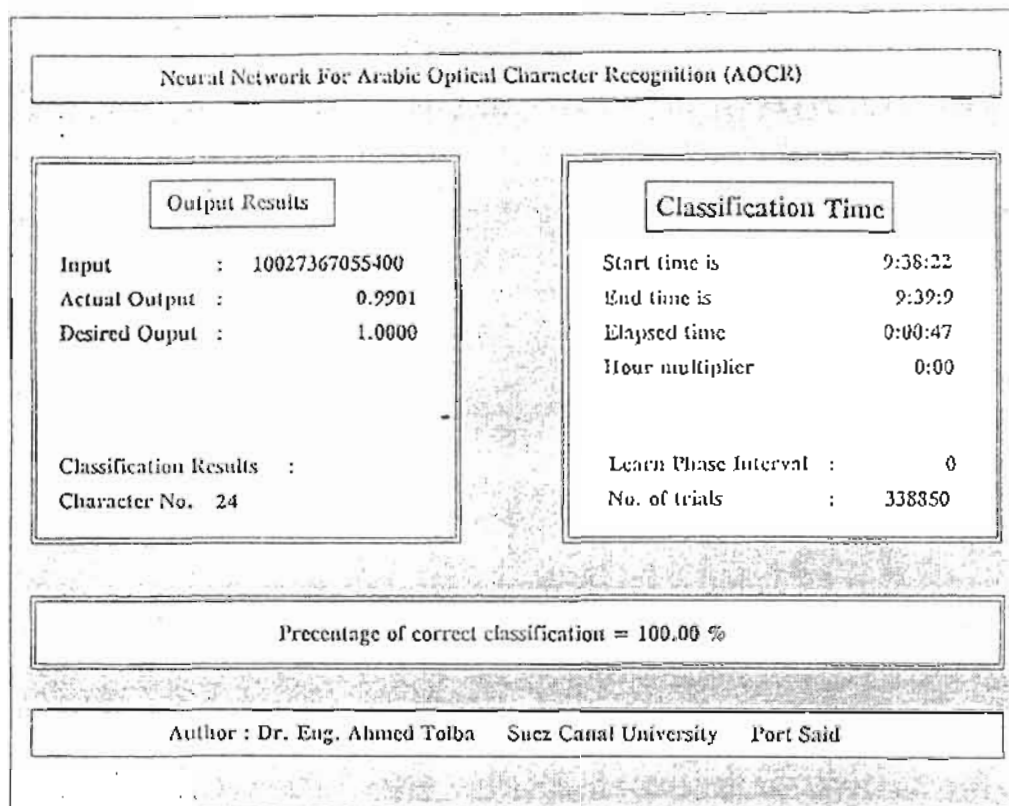 Neural Network For Arabic Optical Character Recognition (AOCR)
Output Results
Input : 10027367055400
Actual Output : 0.9901
Desired Ouput : 1.0000
Classification Results :
Character No. 24
Classification Time
Start time is 9:38:22
End time is 9:39:9
Elapsed time 0:00:47
Hour multiplier 0:00
Learn Phase Interval : 0
No. of trials : 338850
Precentage of correct classification = 100.00 %
Author : Dr. Eng. Ahmed Tolba Suez Canal University Port Said